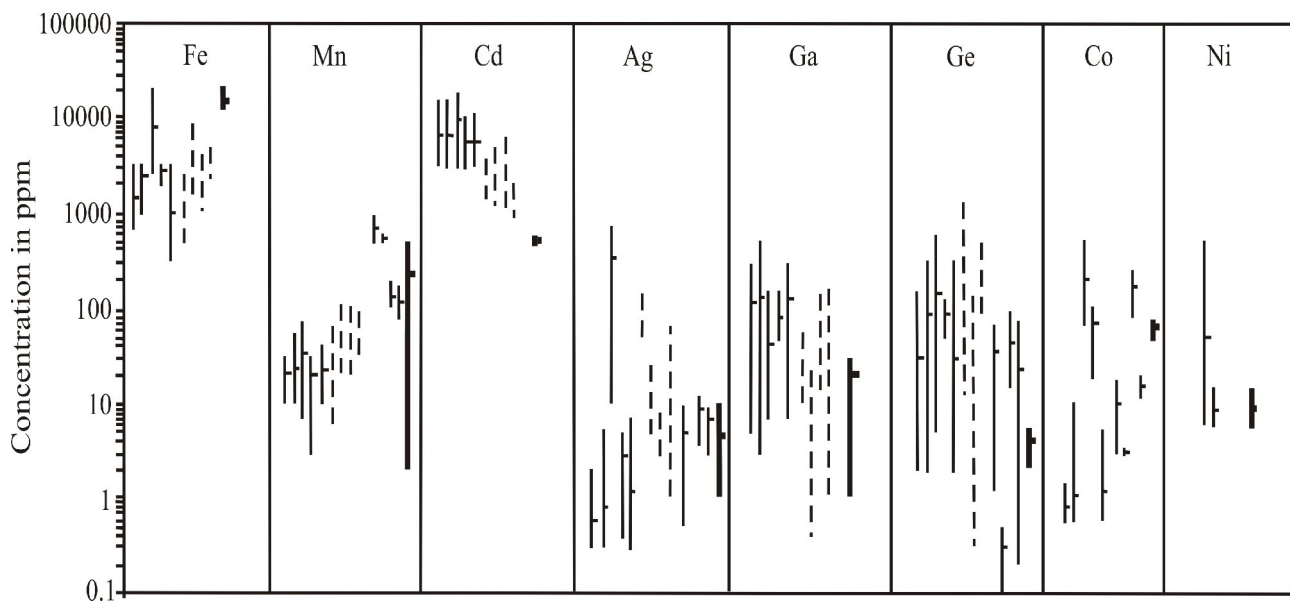 Concentration in ppm
100000
10000
1000
100
10
1
0.1
Fe
Mn
Cd
Ag
Ga
Ge
Co
Ni